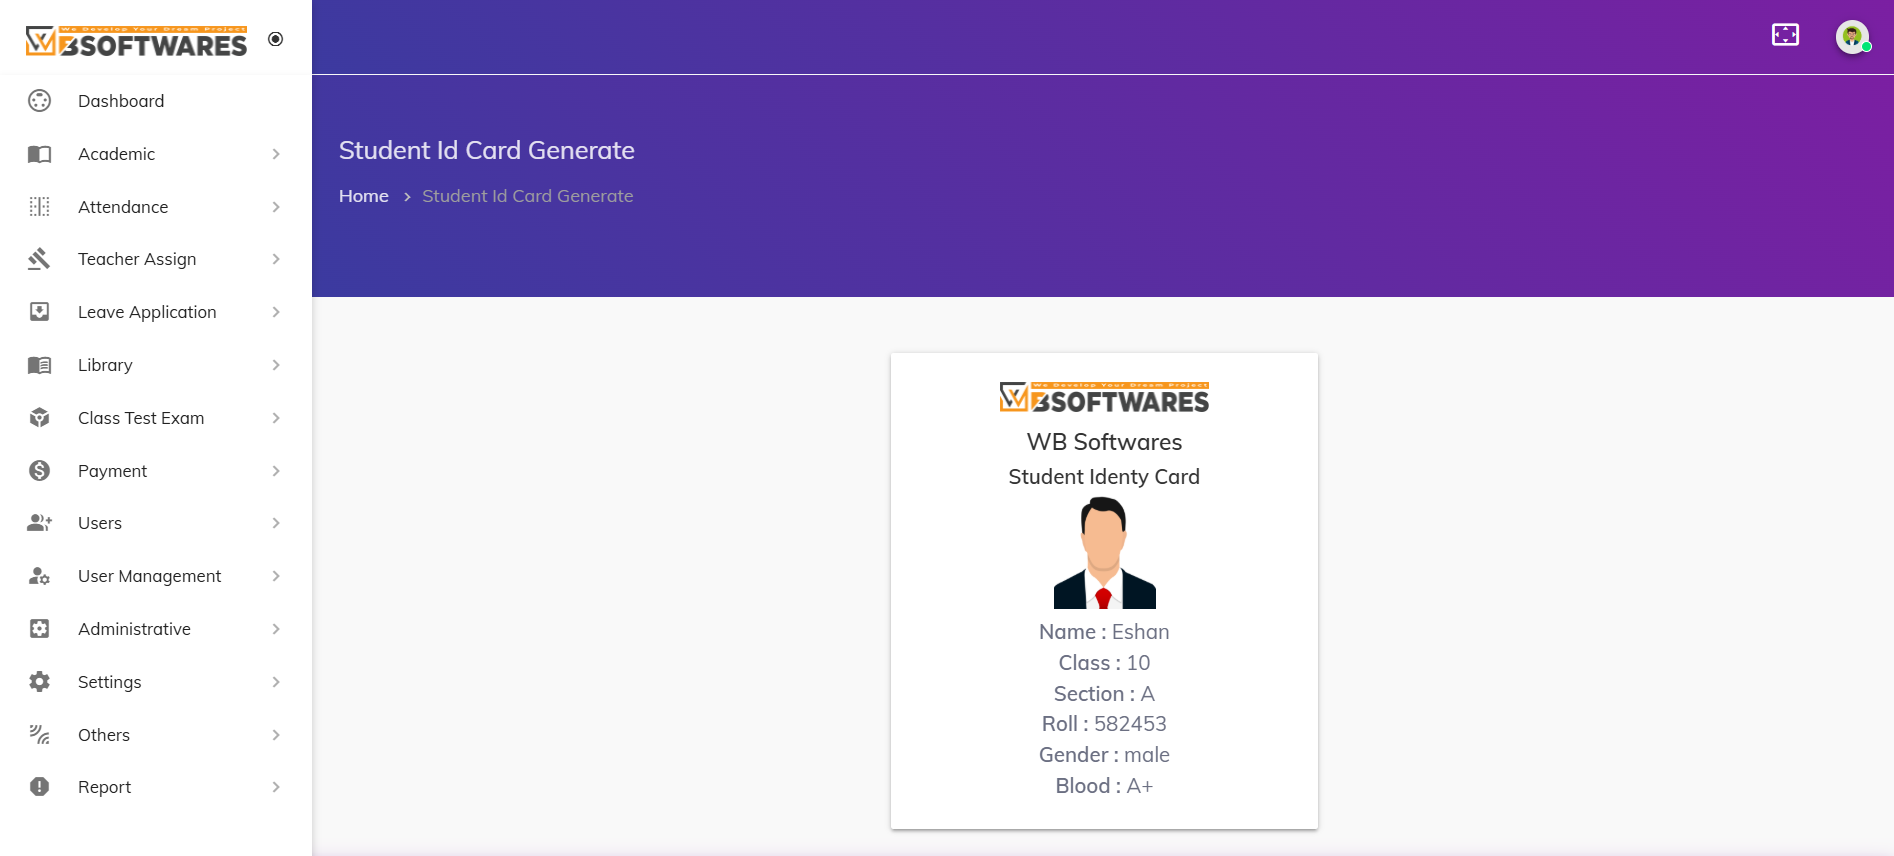 We Develop Your Dream Project
WBSOFTWARES
Dashboard
Academic
Attendance
Teacher Assign
Leave Application
Library
Class Test Exam
Payment
Users
User Management
Administrative
Settings
Others
Report
Student Id Card Generate
Home > Student Id Card Generate
We Develop Your Dream Project
WBSOFTWARES
WB Softwares
Student Identy Card
Name : Eshan
Class : 10
Section : A
Roll : 582453
Gender : male
Blood : A+